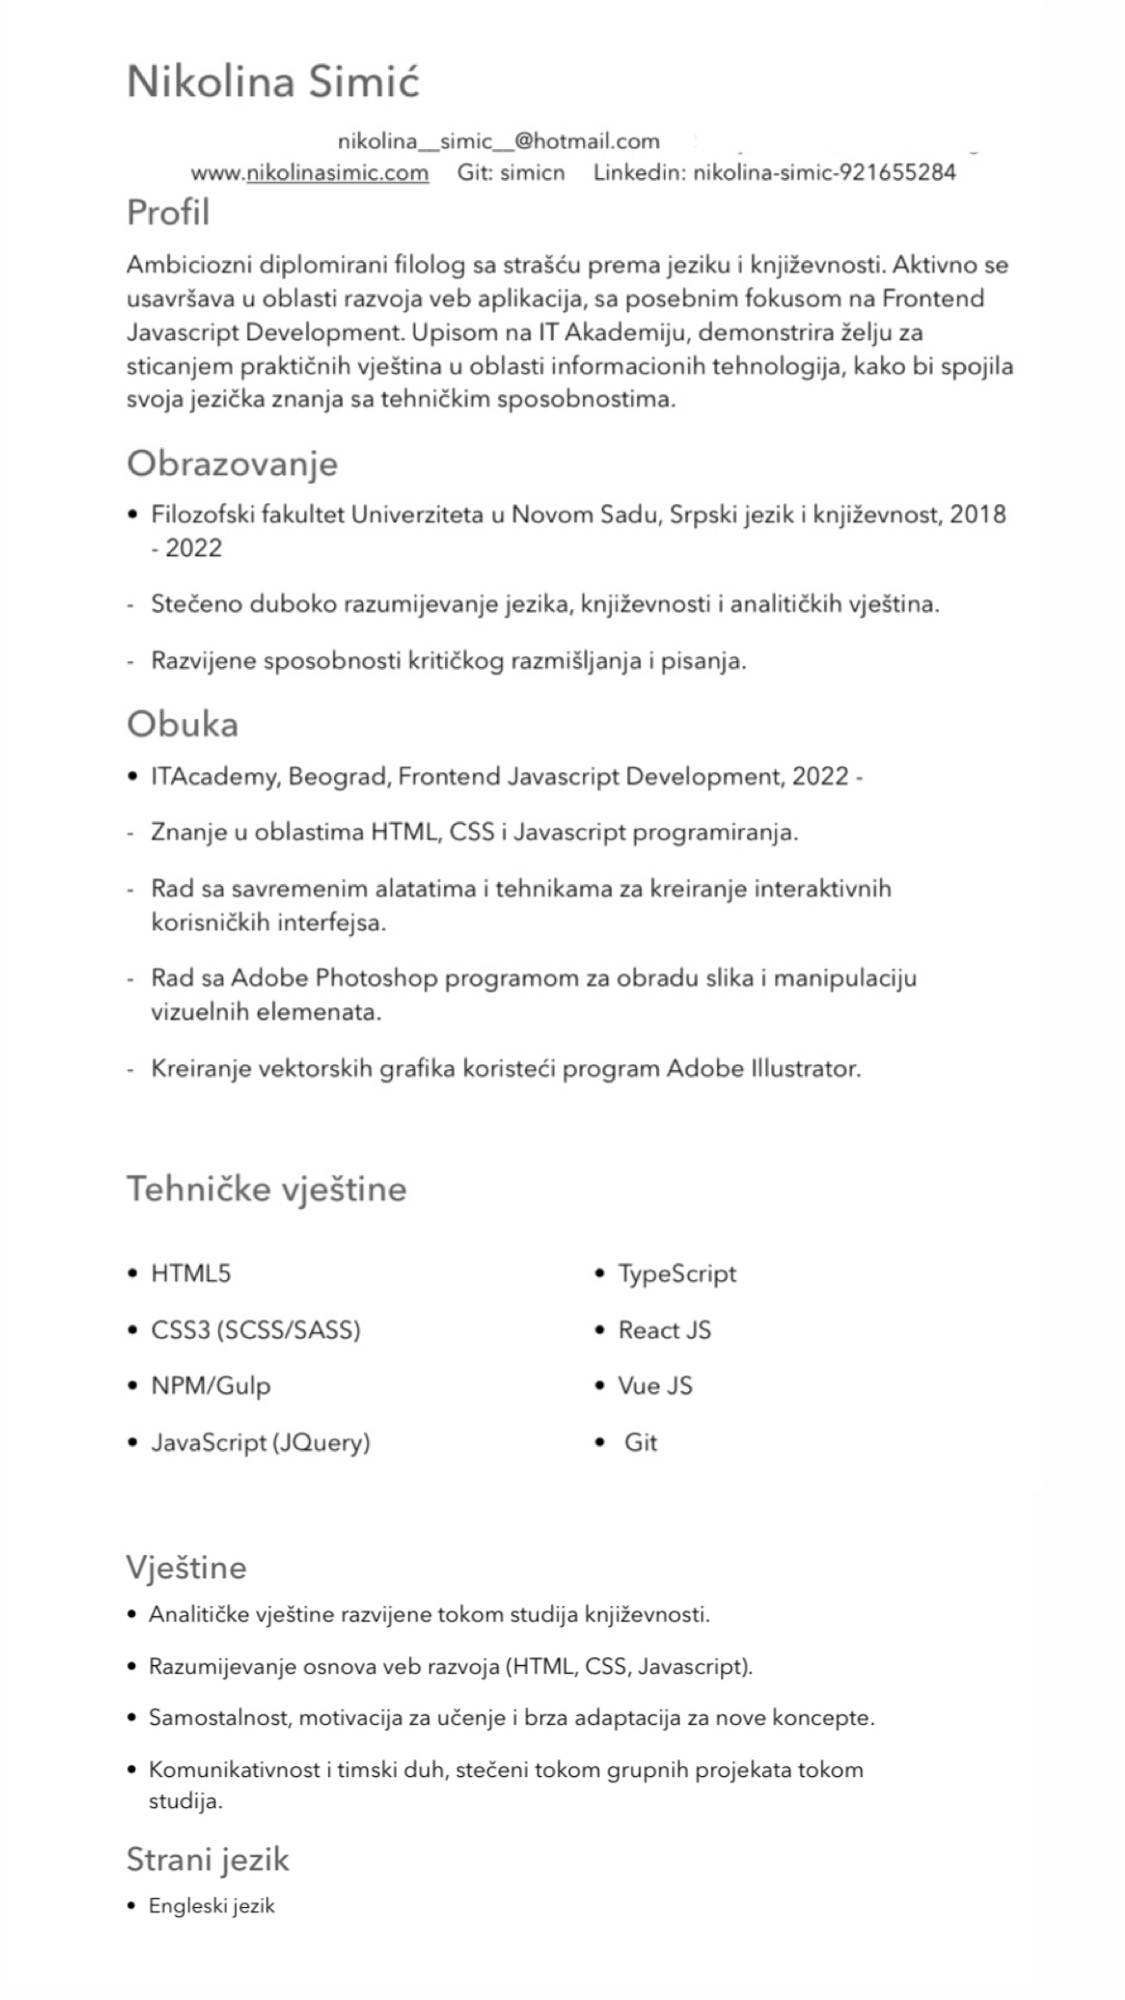 Nikolina Simić
nikolina__simic__@hotmail.com
www.nikolinasimic.com Git: simicn Linkedin: nikolina-simic-921655284
Profil
Ambiciozni diplomirani filolog sa strašću prema jeziku i književnosti. Aktivno se
usavršava u oblasti razvoja veb aplikacija, sa posebnim fokusom na Frontend
Javascript Development. Upisom na IT Akademiju, demonstrira želju za
sticanjem praktičnih vještina u oblasti informacionih tehnologija, kako bi spojila
svoja jezička znanja sa tehničkim sposobnostima.
Obrazovanje
• Filozofski fakultet Univerziteta u Novom Sadu, Srpski jezik i književnost, 2018
- 2022
- Stečeno duboko razumijevanje jezika, književnosti i analitičkih vještina.
- Razvijene sposobnosti kritičkog razmišljanja i pisanja.
Obuka
• ITAcademy, Beograd, Frontend Javascript Development, 2022 -
- Znanje u oblastima HTML, CSS i Javascript programiranja.
- Rad sa savremenim alatatima i tehnikama za kreiranje interaktivnih
korisničkih interfejsa.
- Rad sa Adobe Photoshop programom za obradu slika i manipulaciju
vizuelnih elemenata.
- Kreiranje vektorskih grafika koristeći program Adobe Illustrator.
Tehničke vještine
• HTML5
• CSS3 (SCSS/SASS)
• NPM/Gulp
• JavaScript (JQuery)
• TypeScript
• React JS
• Vue JS
• Git
Vještine
• Analitičke vještine razvijene tokom studija književnosti.
• Razumijevanje osnova veb razvoja (HTML, CSS, Javascript).
• Samostalnost, motivacija za učenje i brza adaptacija za nove koncepte.
• Komunikativnost i timski duh, stečeni tokom grupnih projekata tokom
studija.
Strani jezik
• Engleski jezik